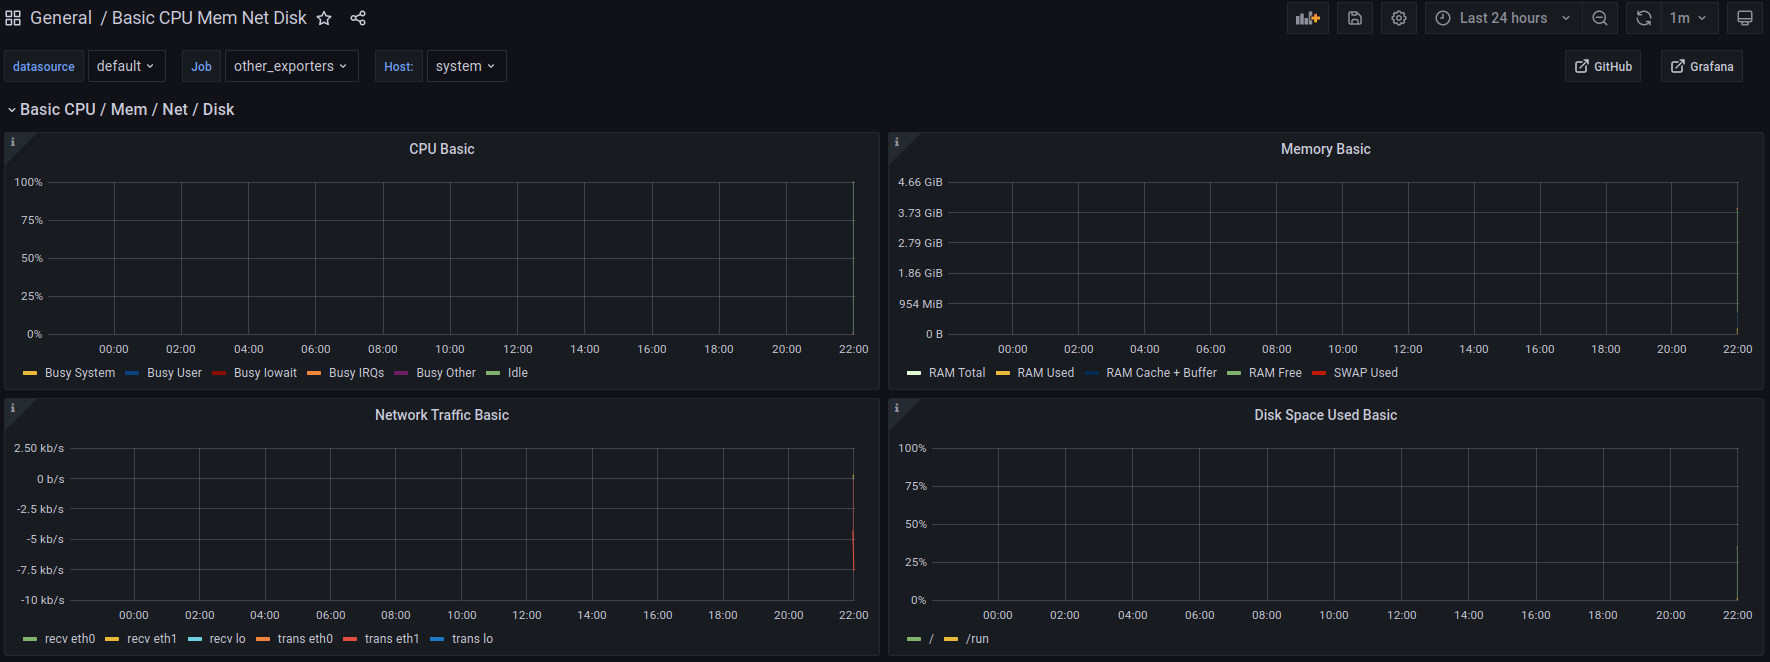 General / Basic CPU Mem Net Disk
Last 24 hours
1m
datasource default Job other_exporters Host: system
GitHub Grafana
Basic CPU / Mem / Net / Disk
CPU Basic
100%
75%
50%
25%
0%
00:00 02:00 04:00 06:00 08:00 10:00 12:00 14:00 16:00 18:00 20:00 22:00
Busy System Busy User Busy Iowait Busy IRQs Busy Other Idle
Memory Basic
4.66 GiB
3.73 GiB
2.79 GiB
1.86 GiB
954 MiB
0 B
00:00 02:00 04:00 06:00 08:00 10:00 12:00 14:00 16:00 18:00 20:00 22:00
RAM Total RAM Used RAM Cache + Buffer RAM Free SWAP Used
Network Traffic Basic
2.50 kb/s
0 b/s
-2.5 kb/s
-5 kb/s
-7.5 kb/s
-10 kb/s
00:00 02:00 04:00 06:00 08:00 10:00 12:00 14:00 16:00 18:00 20:00 22:00
recv eth0 recv eth1 recv lo trans eth0 trans eth1 trans lo
Disk Space Used Basic
100%
75%
50%
25%
0%
00:00 02:00 04:00 06:00 08:00 10:00 12:00 14:00 16:00 18:00 20:00 22:00
/ /run